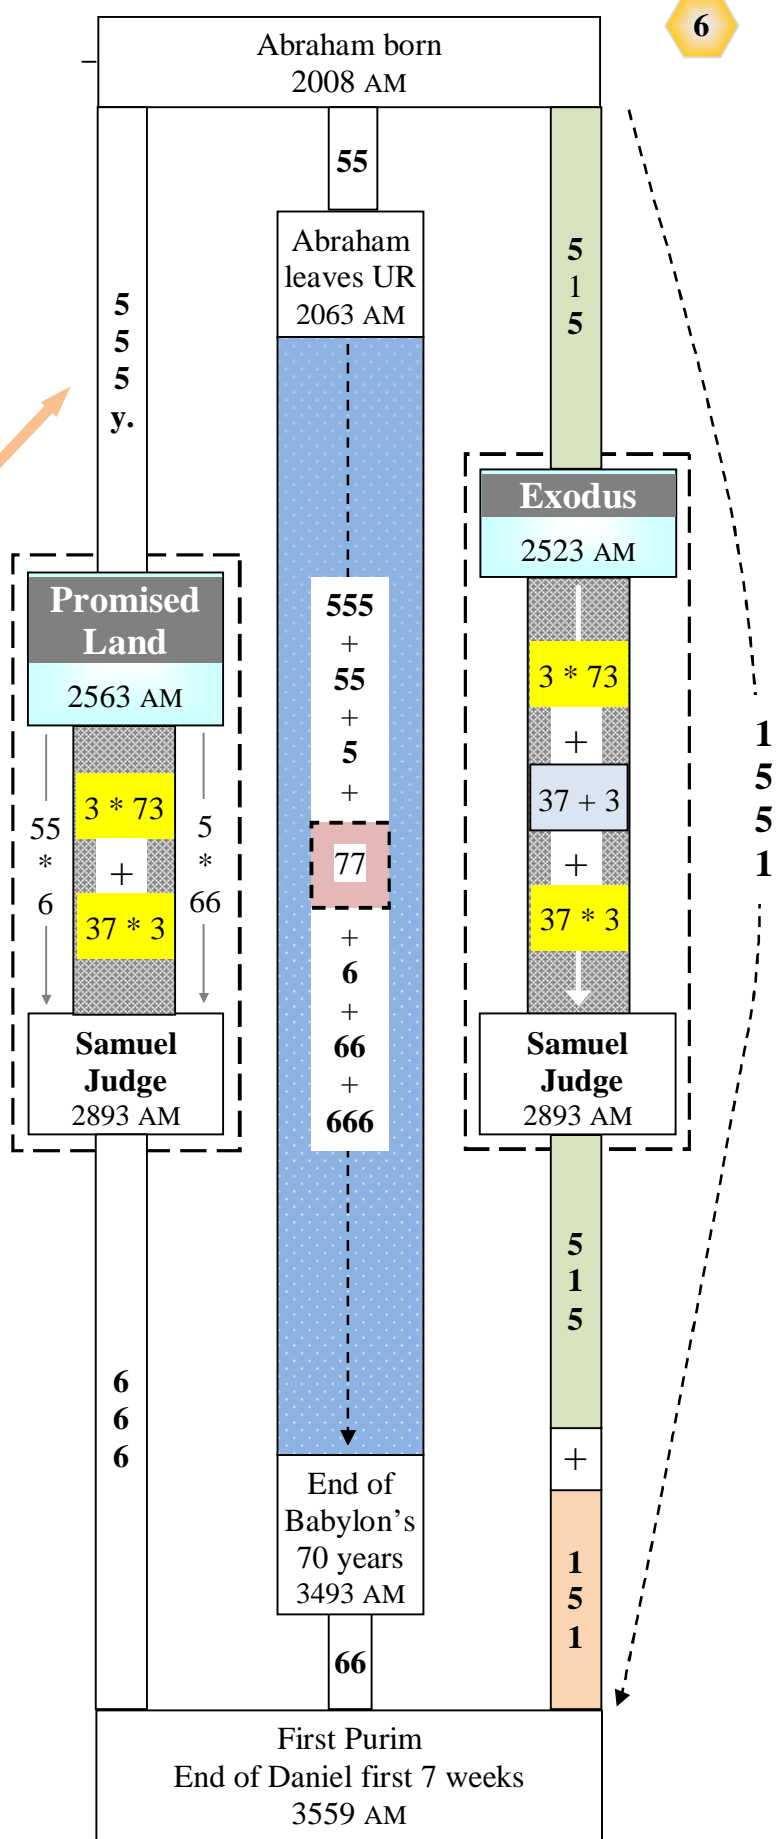 6
Abraham born
2008 AM
55
Abraham
leaves UR
2063 AM
5
5
5
y.
5
1
5
Exodus
2523 AM
Promised
Land
2563 AM
555
+
55
+
5
+
77
+
6
+
66
+
666
3 * 73
+
37 + 3
+
37 * 3
1
5
5
1
55
*
6
3 * 73
+
37 * 3
5
*
66
Samuel
Judge
2893 AM
Samuel
Judge
2893 AM
6
6
6
5
1
5
+
1
5
1
End of
Babylon’s
70 years
3493 AM
66
First Purim
End of Daniel first 7 weeks
3559 AM